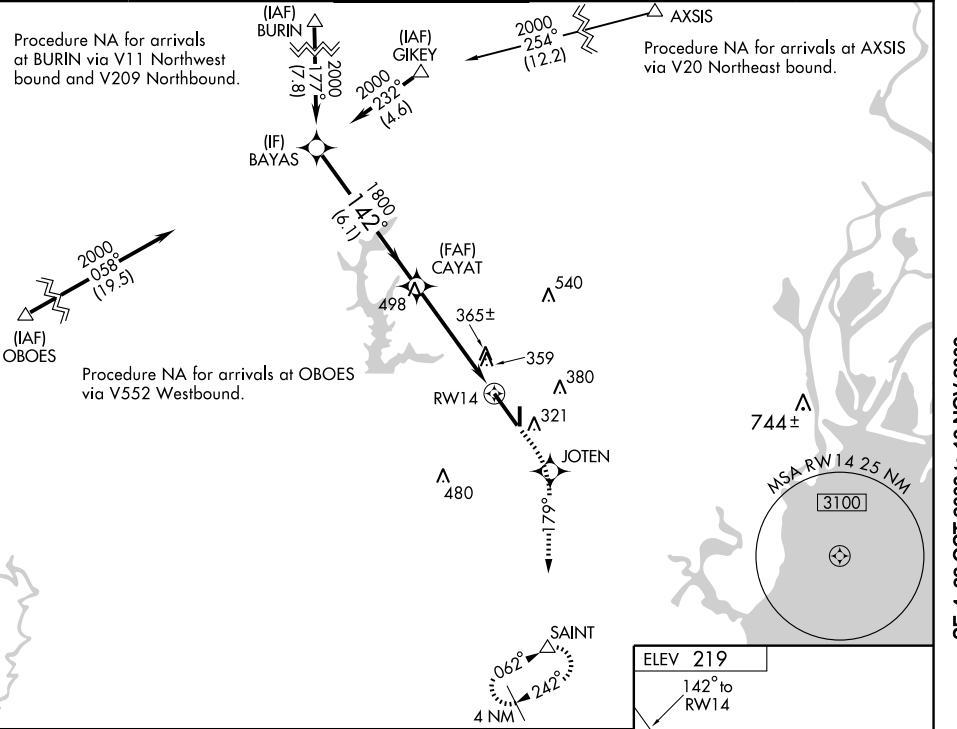 Procedure NA for arrivals
at BURIN via V11 Northwest
bound and V209 Northbound.
(IAF)
BURIN
2000
177°
(7.8)
(IAF)
GIKEY
2000
232°
(4.6)
AXSIS
2000
254°
(12.2)
Procedure NA for arrivals at AXSIS
via V20 Northeast bound.
(IF)
BAYAS
1800
142°
(6.1)
(FAF)
CAYAT
498
540
365±
359
380
RW14
321
2000
058°
(19.5)
(IAF)
OBOES
Procedure NA for arrivals at OBOES
via V552 Westbound.
744±
JOTEN
480
179°
MSA RW14 25 NM
3100
SAINT
062°
242°
4 NM
ELEV 219
142° to
RW14